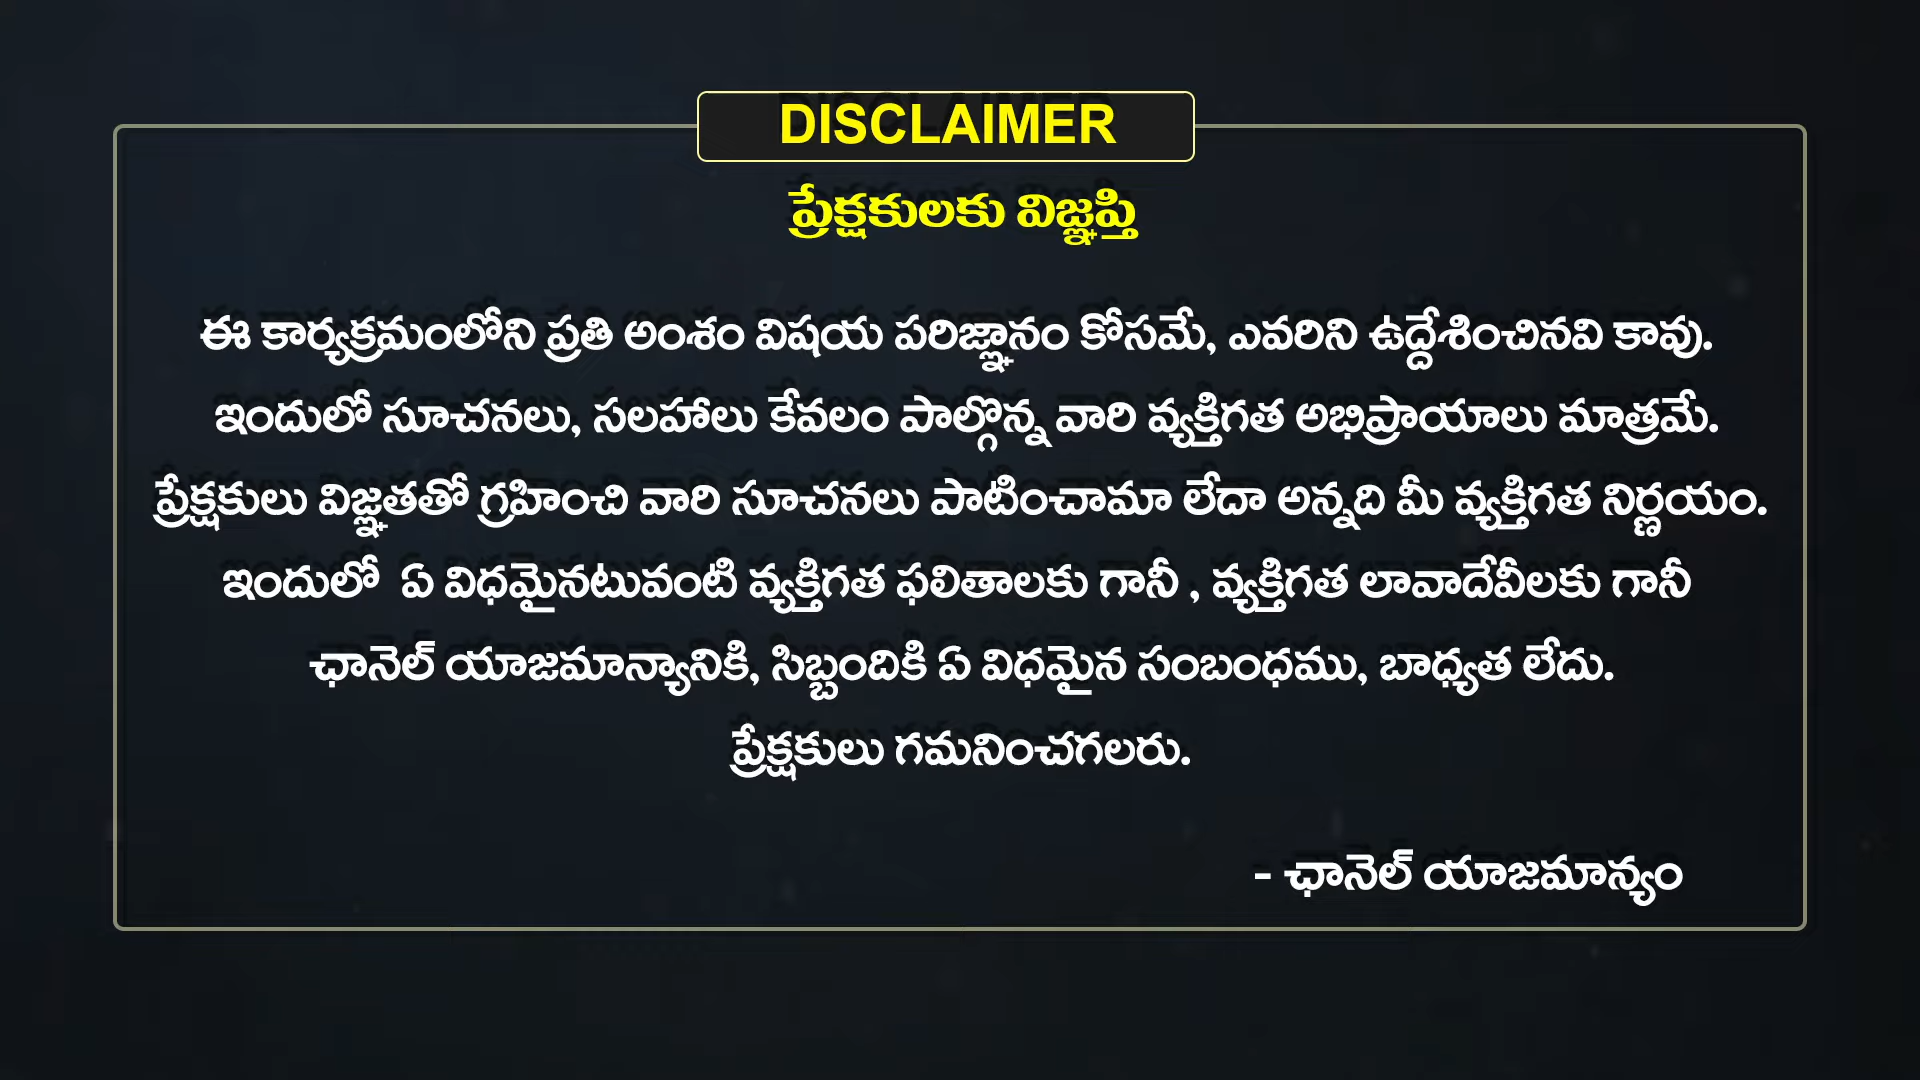 DISCLAIMER
ప్రేక్షకులకు విజ్ఞప్తి
ఈ కార్యక్రమంలోని ప్రతి అంశం విషయ పరిజ్ఞానం కోసమే, ఎవరిని ఉద్దేశించినవి కావు.
ఇందులో సూచనలు, సలహాలు కేవలం పాల్గొన్న వారి వ్యక్తిగత అభిప్రాయాలు మాత్రమే.
ప్రేక్షకులు విజ్ఞతతో గ్రహించి వారి సూచనలు పాటించామా లేదా అన్నది మీ వ్యక్తిగత నిర్ణయం.
ఇందులో ఏ విధమైనటువంటి వ్యక్తిగత ఫలితాలకు గానీ , వ్యక్తిగత లావాదేవీలకు గానీ
ఛానెల్ యాజమాన్యానికి, సిబ్బందికి ఏ విధమైన సంబంధము, బాధ్యత లేదు.
ప్రేక్షకులు గమనించగలరు.
- ఛానెల్ యాజమాన్యం